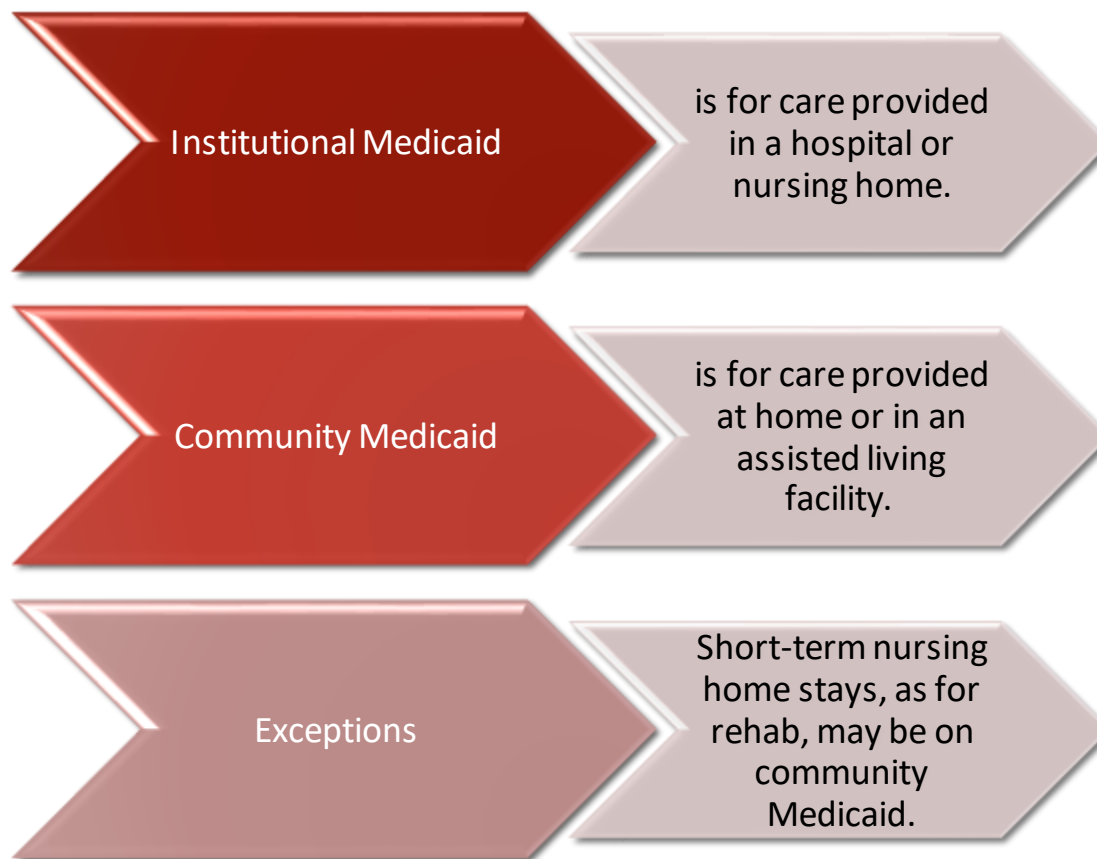 Institutional Medicaid
is for care provided
in a hospital or
nursing home.
Community Medicaid
is for care provided
at home or in an
assisted living
facility.
Exceptions
Short-term nursing
home stays, as for
rehab, may be on
community
Medicaid.